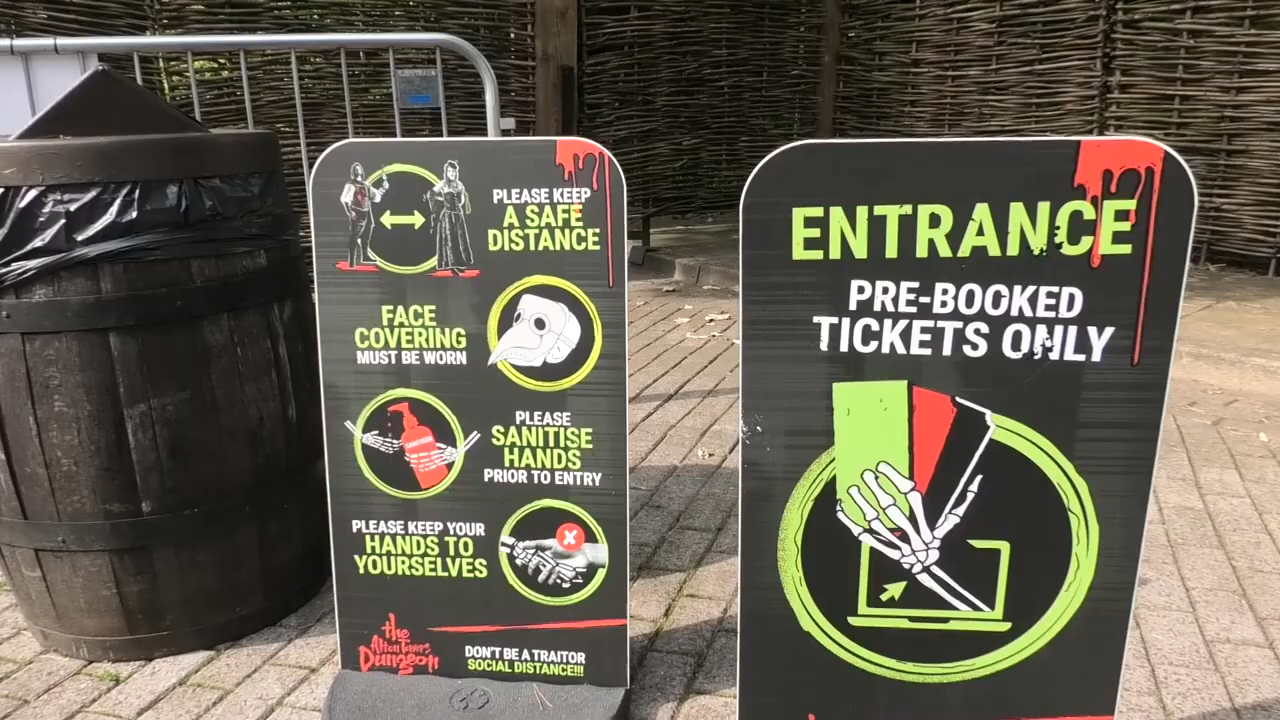 PLEASE KEEP
A SAFE
DISTANCE
FACE
COVERING
MUST BE WORN
SANITISER
PLEASE
SANITISE
HANDS
PRIOR TO ENTRY
PLEASE KEEP YOUR
HANDS TO
YOURSELVES
the
Alton Towers
Dungeon
DON'T BE A TRAITOR
SOCIAL DISTANCE!!!
ENTRANCE
PRE-BOOKED
TICKETS ONLY